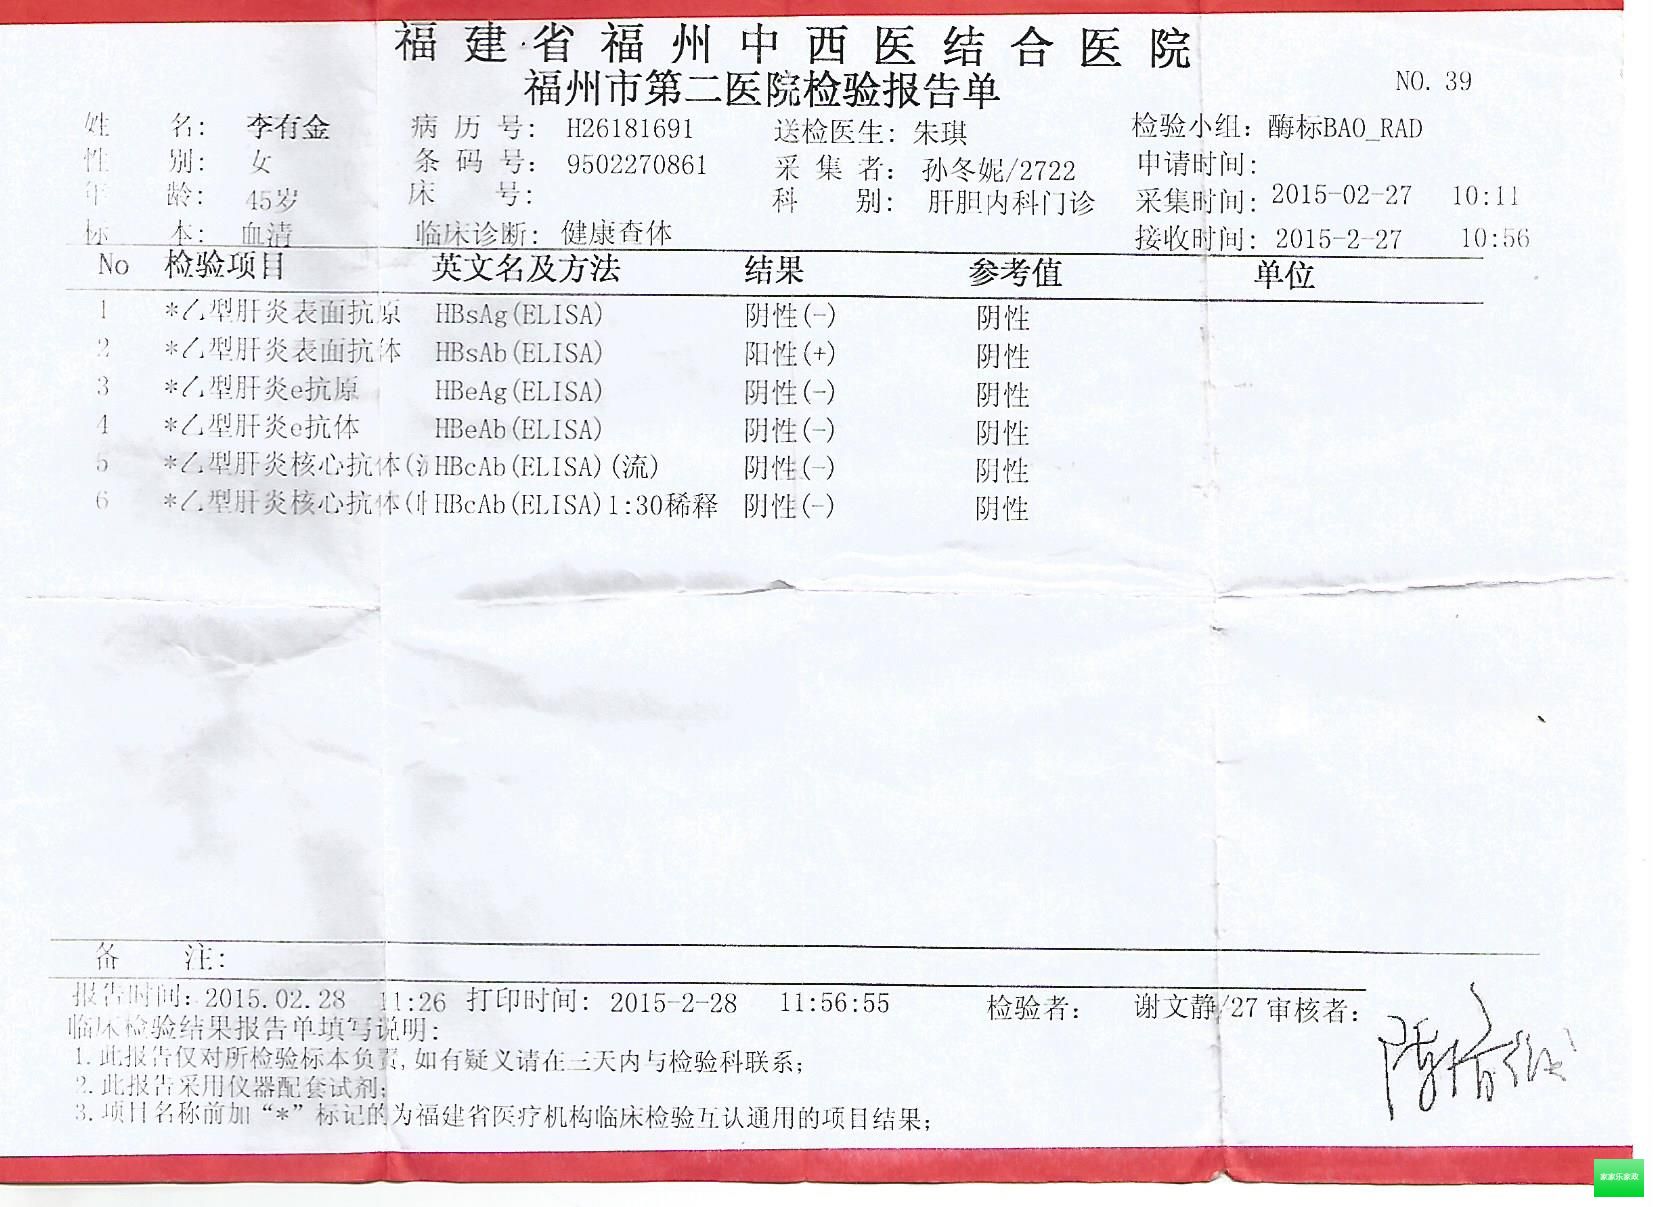 福建省福州中西医结合医院
福州市第二医院检验报告单
NO. 39
姓 名: 李有金 病 历 号: H26181691 送检医生: 朱琪 检验小组: 酶标BAO_RAD
性 别: 女 条 码 号: 9502270861 采 集 者: 孙冬妮/2722 申请时间:
年 龄: 45岁 床 号: 科 别: 肝胆内科门诊 采集时间: 2015-02-27 10:11
标 本: 血清 临床诊断: 健康查体 接收时间: 2015-2-27 10:56
No 检验项目 英文名及方法 结果 参考值 单位
1 *乙型肝炎表面抗原 HBsAg(ELISA) 阴性(-) 阴性
2 *乙型肝炎表面抗体 HBsAb(ELISA) 阳性(+) 阴性
3 *乙型肝炎e抗原 HBeAg(ELISA) 阴性(-) 阴性
4 *乙型肝炎e抗体 HBeAb(ELISA) 阴性(-) 阴性
5 *乙型肝炎核心抗体( HBcAb(ELISA)(流) 阴性(-) 阴性
6 *乙型肝炎核心抗体( HBcAb(ELISA)1:30稀释 阴性(-) 阴性
备 注:
报告时间: 2015.02.28 11:26 打印时间: 2015-2-28 11:56:55 检验者: 谢文静/27 审核者:
临床检验结果报告单填写说明:
1.此报告仅对所检验标本负责,如有疑义请在三天内与检验科联系;
2.此报告采用仪器配套试剂;
3.项目名称前加“*”标记的为福建省医疗机构临床检验互认通用的项目结果;
家家乐家政